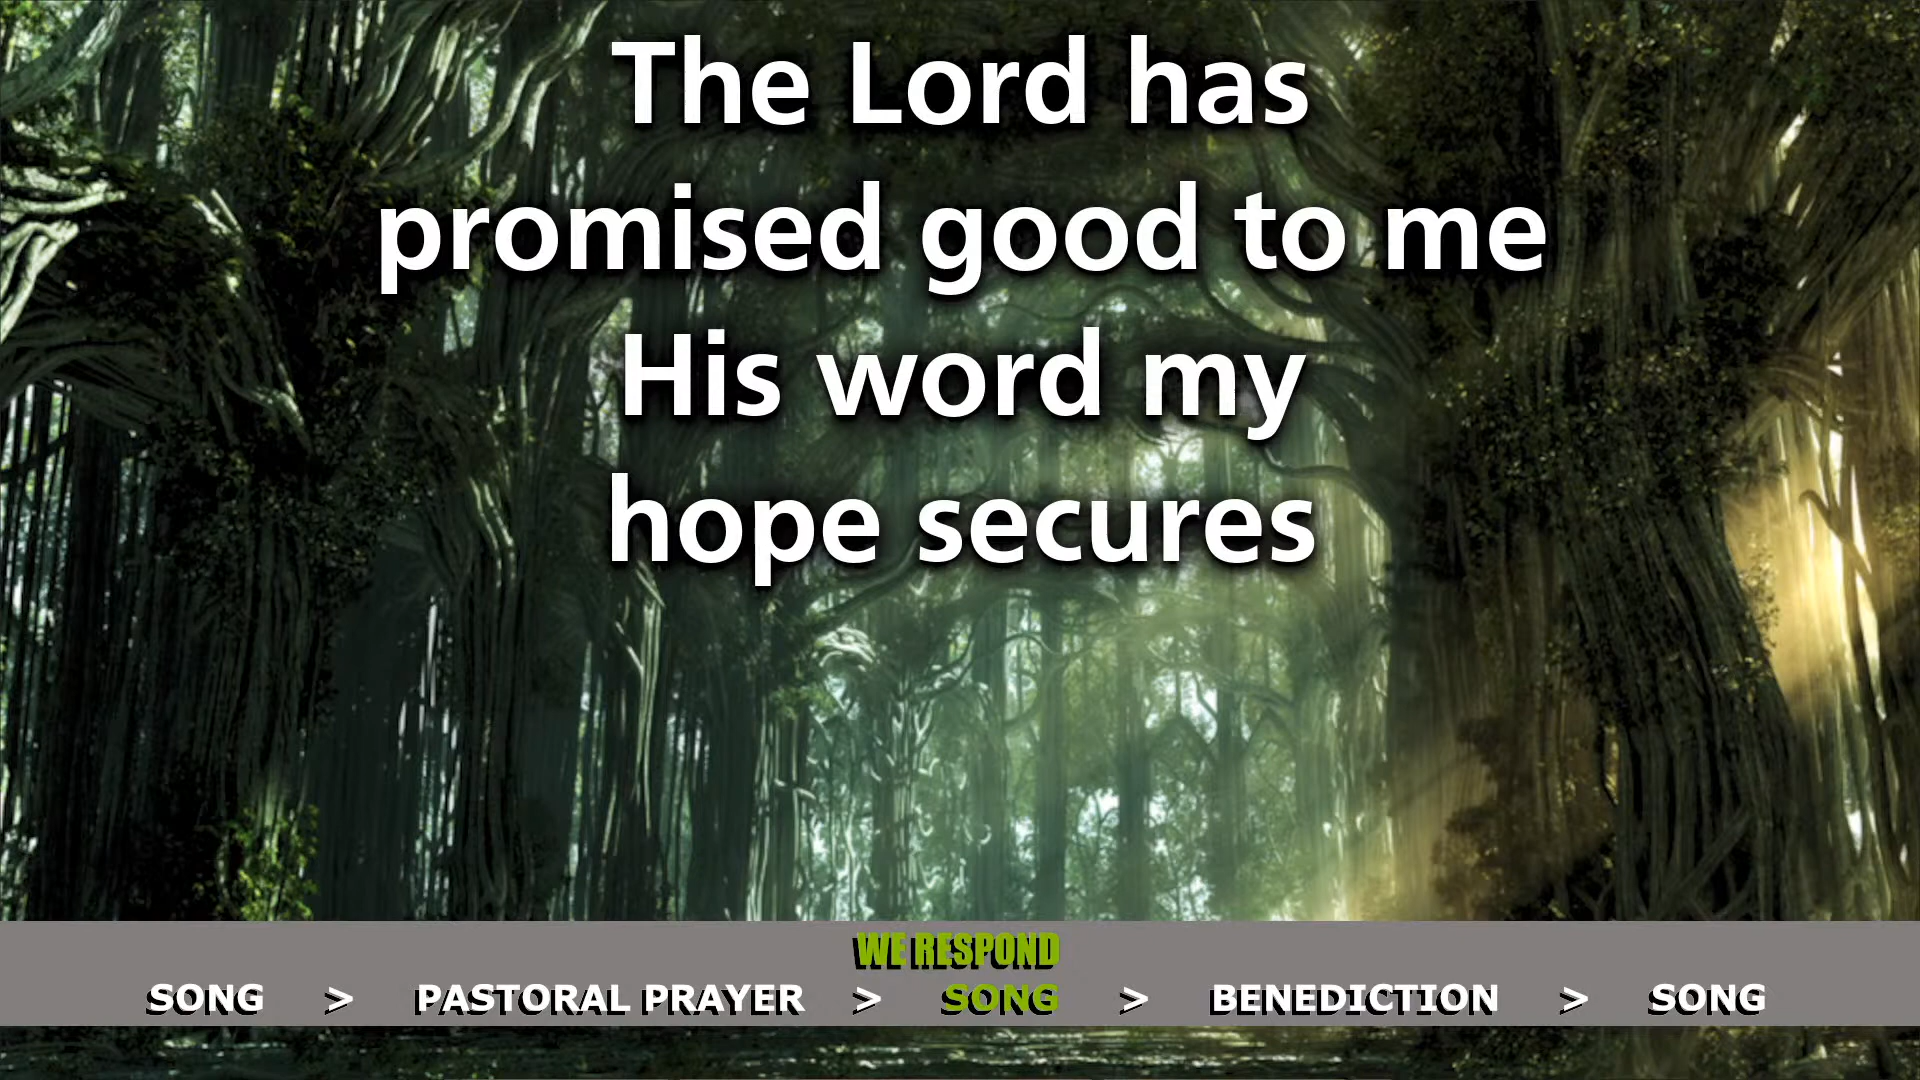 The Lord has
promised good to me
His word my
hope secures
WE RESPOND
SONG > PASTORAL PRAYER > SONG > BENEDICTION > SONG